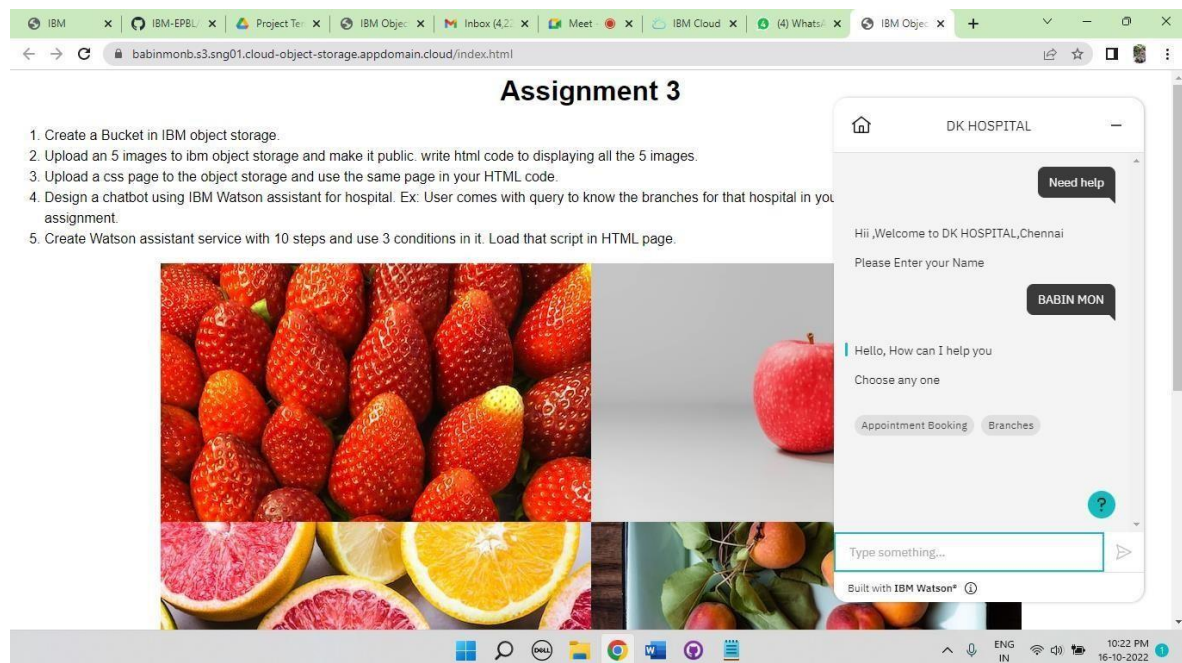 IBM
IBM-EPBL/
Project Ter
IBM Objec
Inbox (4,22
Meet -
IBM Cloud
(4) WhatsA
IBM Objec
babinmonb.s3.sng01.cloud-object-storage.appdomain.cloud/index.html
Assignment 3
1. Create a Bucket in IBM object storage.
2. Upload an 5 images to ibm object storage and make it public. write html code to displaying all the 5 images.
3. Upload a css page to the object storage and use the same page in your HTML code.
4. Design a chatbot using IBM Watson assistant for hospital. Ex: User comes with query to know the branches for that hospital in you
assignment.
5. Create Watson assistant service with 10 steps and use 3 conditions in it. Load that script in HTML page.
DK HOSPITAL
Need help
Hii ,Welcome to DK HOSPITAL,Chennai
Please Enter your Name
BABIN MON
Hello, How can I help you
Choose any one
Appointment Booking
Branches
?
Type something...
Built with IBM Watson®
DELL
ENG
IN
10:22 PM
16-10-2022
1